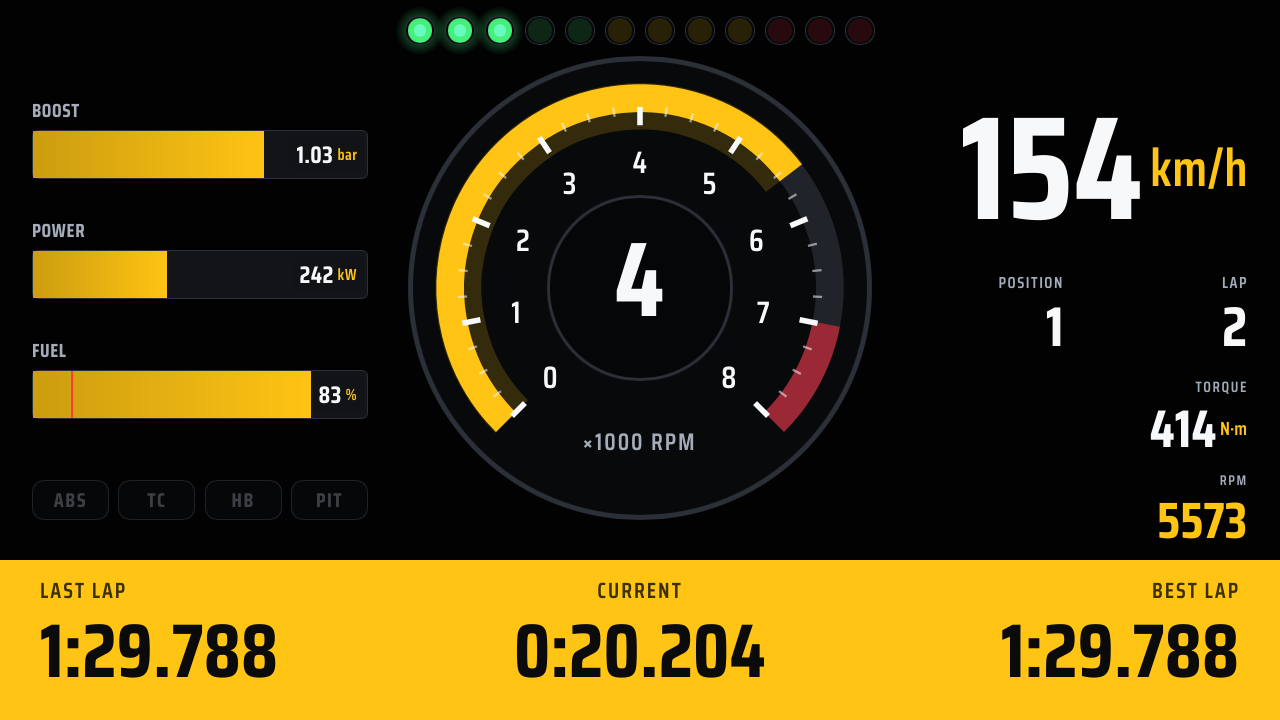 BOOST
1.03 bar
POWER
242 kW
FUEL
83 %
ABS TC HB PIT
4
3 5
2 6
1 7
0 8
4
×1000 RPM
154 km/h
POSITION LAP
1 2
TORQUE
414 N·m
RPM
5573
LAST LAP CURRENT BEST LAP
1:29.788 0:20.204 1:29.788